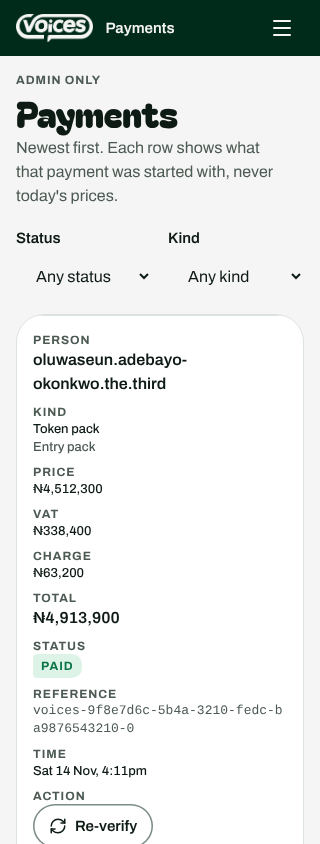 Voices
Payments
ADMIN ONLY
Payments
Newest first. Each row shows what
that payment was started with, never
today's prices.
Status
Kind
Any status
Any kind
PERSON
oluwaseun.adebayo-
okonkwo.the.third
KIND
Token pack
Entry pack
PRICE
₦4,512,300
VAT
₦338,400
CHARGE
₦63,200
TOTAL
₦4,913,900
STATUS
PAID
REFERENCE
voices-9f8e7d6c-5b4a-3210-fedc-b
a9876543210-0
TIME
Sat 14 Nov, 4:11pm
ACTION
Re-verify